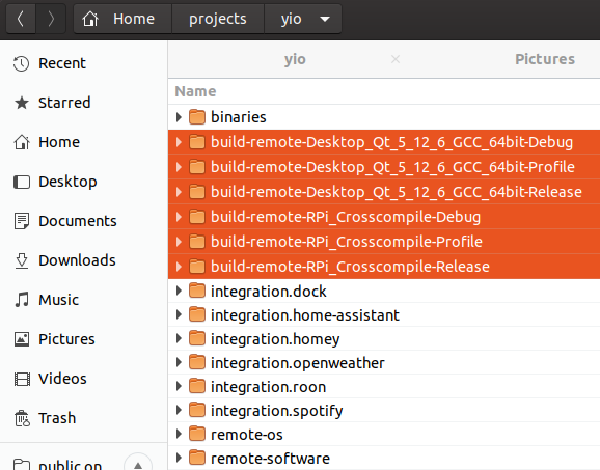 Home projects yio
yio Pictures
Name
Recent
Starred
Home
Desktop
Documents
Downloads
Music
Pictures
Videos
Trash
public on
binaries
build-remote-Desktop_Qt_5_12_6_GCC_64bit-Debug
build-remote-Desktop_Qt_5_12_6_GCC_64bit-Profile
build-remote-Desktop_Qt_5_12_6_GCC_64bit-Release
build-remote-RPi_Crosscompile-Debug
build-remote-RPi_Crosscompile-Profile
build-remote-RPi_Crosscompile-Release
integration.dock
integration.home-assistant
integration.homey
integration.openweather
integration.roon
integration.spotify
remote-os
remote-software